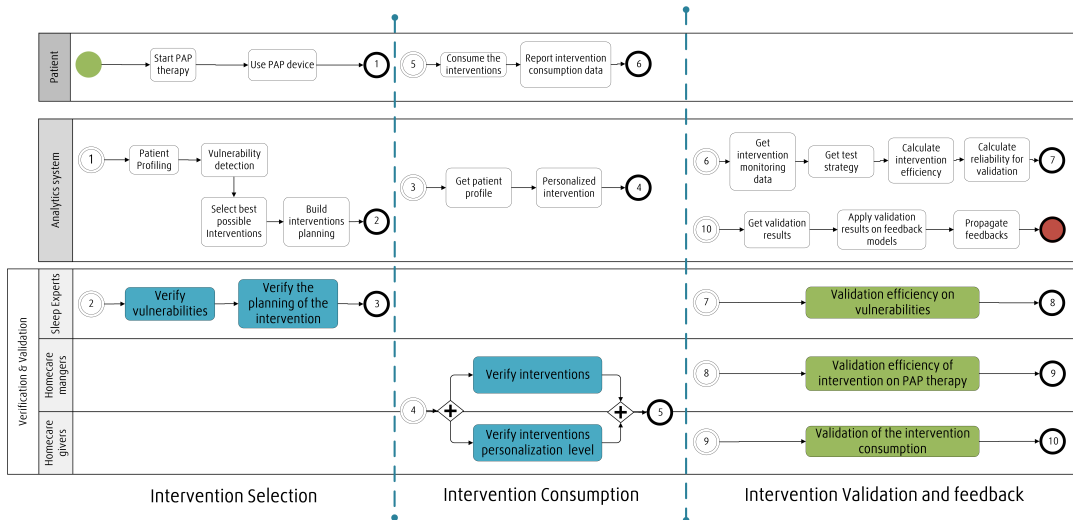 Patient
Start PAP
therapy
Use PAP device
1
5
Consume the
interventions
Report intervention
consumption data
6
Analytics system
1
Patient
Profiling
Vulnerability
detection
Select best
possible
Interventions
Build
interventions
planning
2
3
Get patient
profile
Personalized
intervention
4
6
Get
intervention
monitoring
data
Get test
strategy
Calculate
intervention
efficiency
Calculate
reliability for
validation
7
10
Get validation
results
Apply validation
results on feedback
models
Propagate
feedbacks
Verification & Validation
Sleep Experts
2
Verify
vulnerabilities
Verify the
planning of the
intervention
3
7
Validation efficiency on
vulnerabilities
8
Homecare
mangers
Verify interventions
8
Validation efficiency of
intervention on PAP therapy
9
4
5
Homecare
givers
Verify interventions
personalization level
9
Validation of the intervention
consumption
10
Intervention Selection
Intervention Consumption
Intervention Validation and feedback